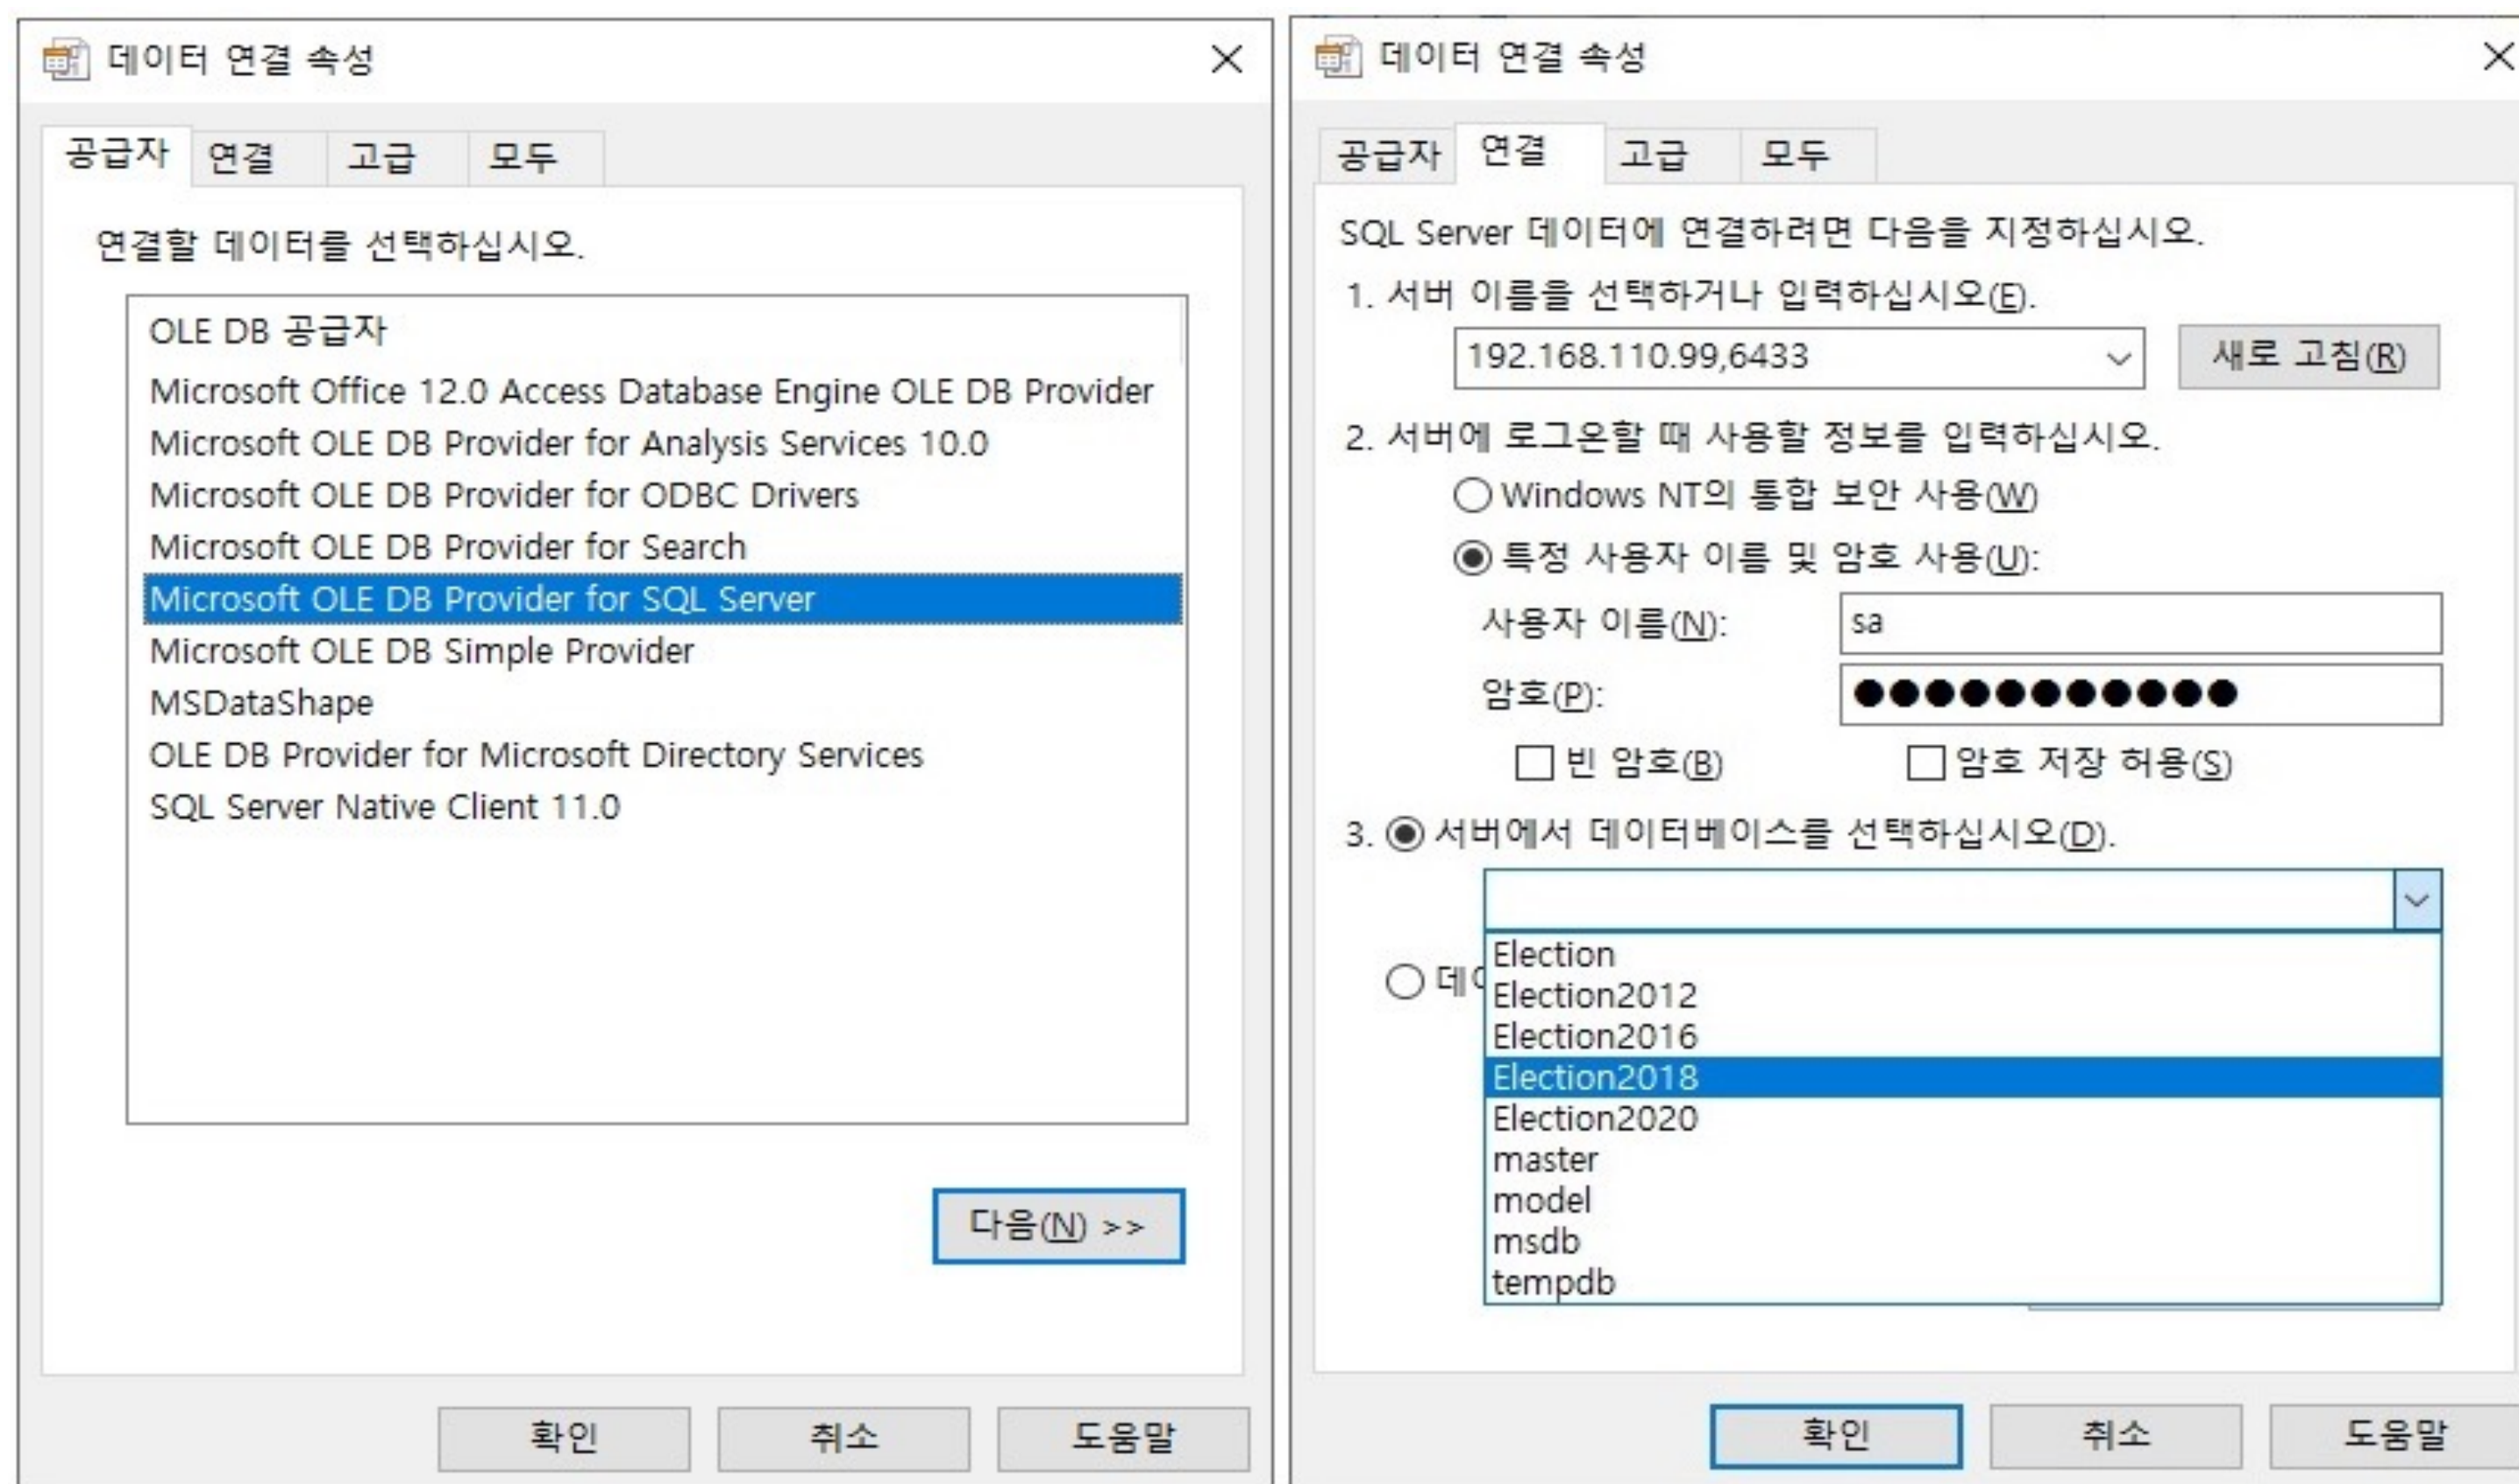 데이터 연결 속성
공급자 연결 고급 모두
연결할 데이터를 선택하십시오.
OLE DB 공급자
Microsoft Office 12.0 Access Database Engine OLE DB Provider
Microsoft OLE DB Provider for Analysis Services 10.0
Microsoft OLE DB Provider for ODBC Drivers
Microsoft OLE DB Provider for Search
Microsoft OLE DB Provider for SQL Server
Microsoft OLE DB Simple Provider
MSDataShape
OLE DB Provider for Microsoft Directory Services
SQL Server Native Client 11.0
다음(N) >>
확인 취소 도움말
데이터 연결 속성
공급자 연결 고급 모두
SQL Server 데이터에 연결하려면 다음을 지정하십시오.
1. 서버 이름을 선택하거나 입력하십시오(E).
192.168.110.99,6433 새로 고침(R)
2. 서버에 로그온할 때 사용할 정보를 입력하십시오.
Windows NT의 통합 보안 사용(W)
특정 사용자 이름 및 암호 사용(U):
사용자 이름(N): sa
암호(P): ●●●●●●●●●●●
빈 암호(B) 암호 저장 허용(S)
3. 서버에서 데이터베이스를 선택하십시오(D).
Election
Election2012
Election2016
Election2018
Election2020
master
model
msdb
tempdb
확인 취소 도움말